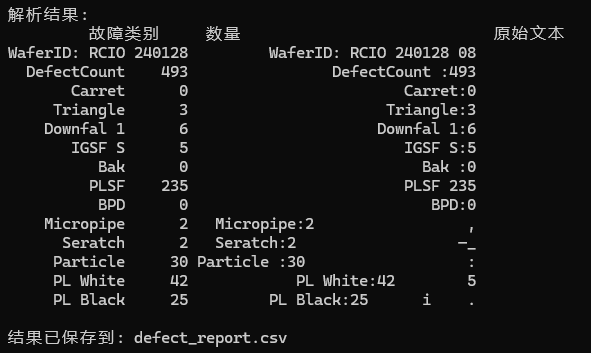 解析结果:
故障类别 数量 原始文本
WaferID: RCIO 240128 WaferID: RCIO 240128 08
DefectCount 493 DefectCount :493
Carret 0 Carret:0
Triangle 3 Triangle:3
Downfal 1 6 Downfal 1:6
IGSF S 5 IGSF S:5
Bak 0 Bak :0
PLSF 235 PLSF 235
BPD 0 BPD:0
Micropipe 2 Micropipe:2 ,
Seratch 2 Seratch:2 —_
Particle 30 Particle :30 :
PL White 42 PL White:42 5
PL Black 25 PL Black:25 i .
结果已保存到: defect_report.csv